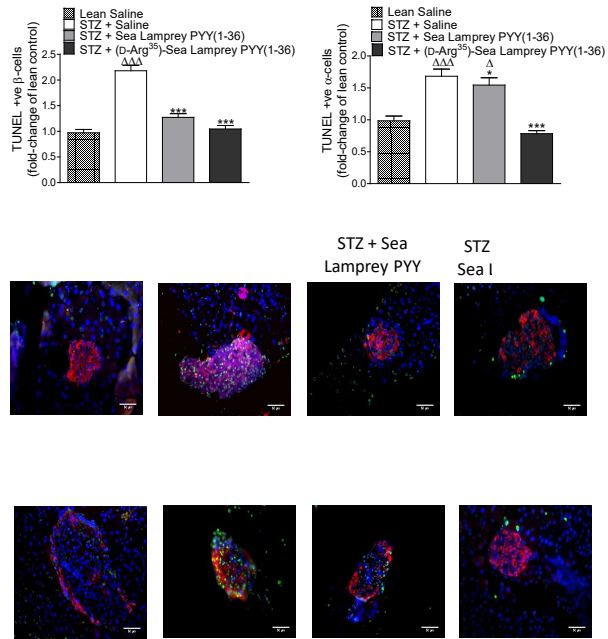 Lean Saline
STZ + Saline
STZ + Sea Lamprey PYY(1-36)
STZ + (D-Arg35)-Sea Lamprey PYY(1-36)
TUNEL +ve β-cells
(fold-change of lean control)
2.5
2.0
1.5
1.0
0.5
0.0
ΔΔΔ
***
***
Lean Saline
STZ + Saline
STZ + Sea Lamprey PYY(1-36)
STZ + (D-Arg35)-Sea Lamprey PYY(1-36)
TUNEL +ve α-cells
(fold-change of lean control)
2.0
1.5
1.0
0.5
0.0
ΔΔΔ
Δ
*
***
STZ + Sea
Lamprey PYY
STZ
Sea